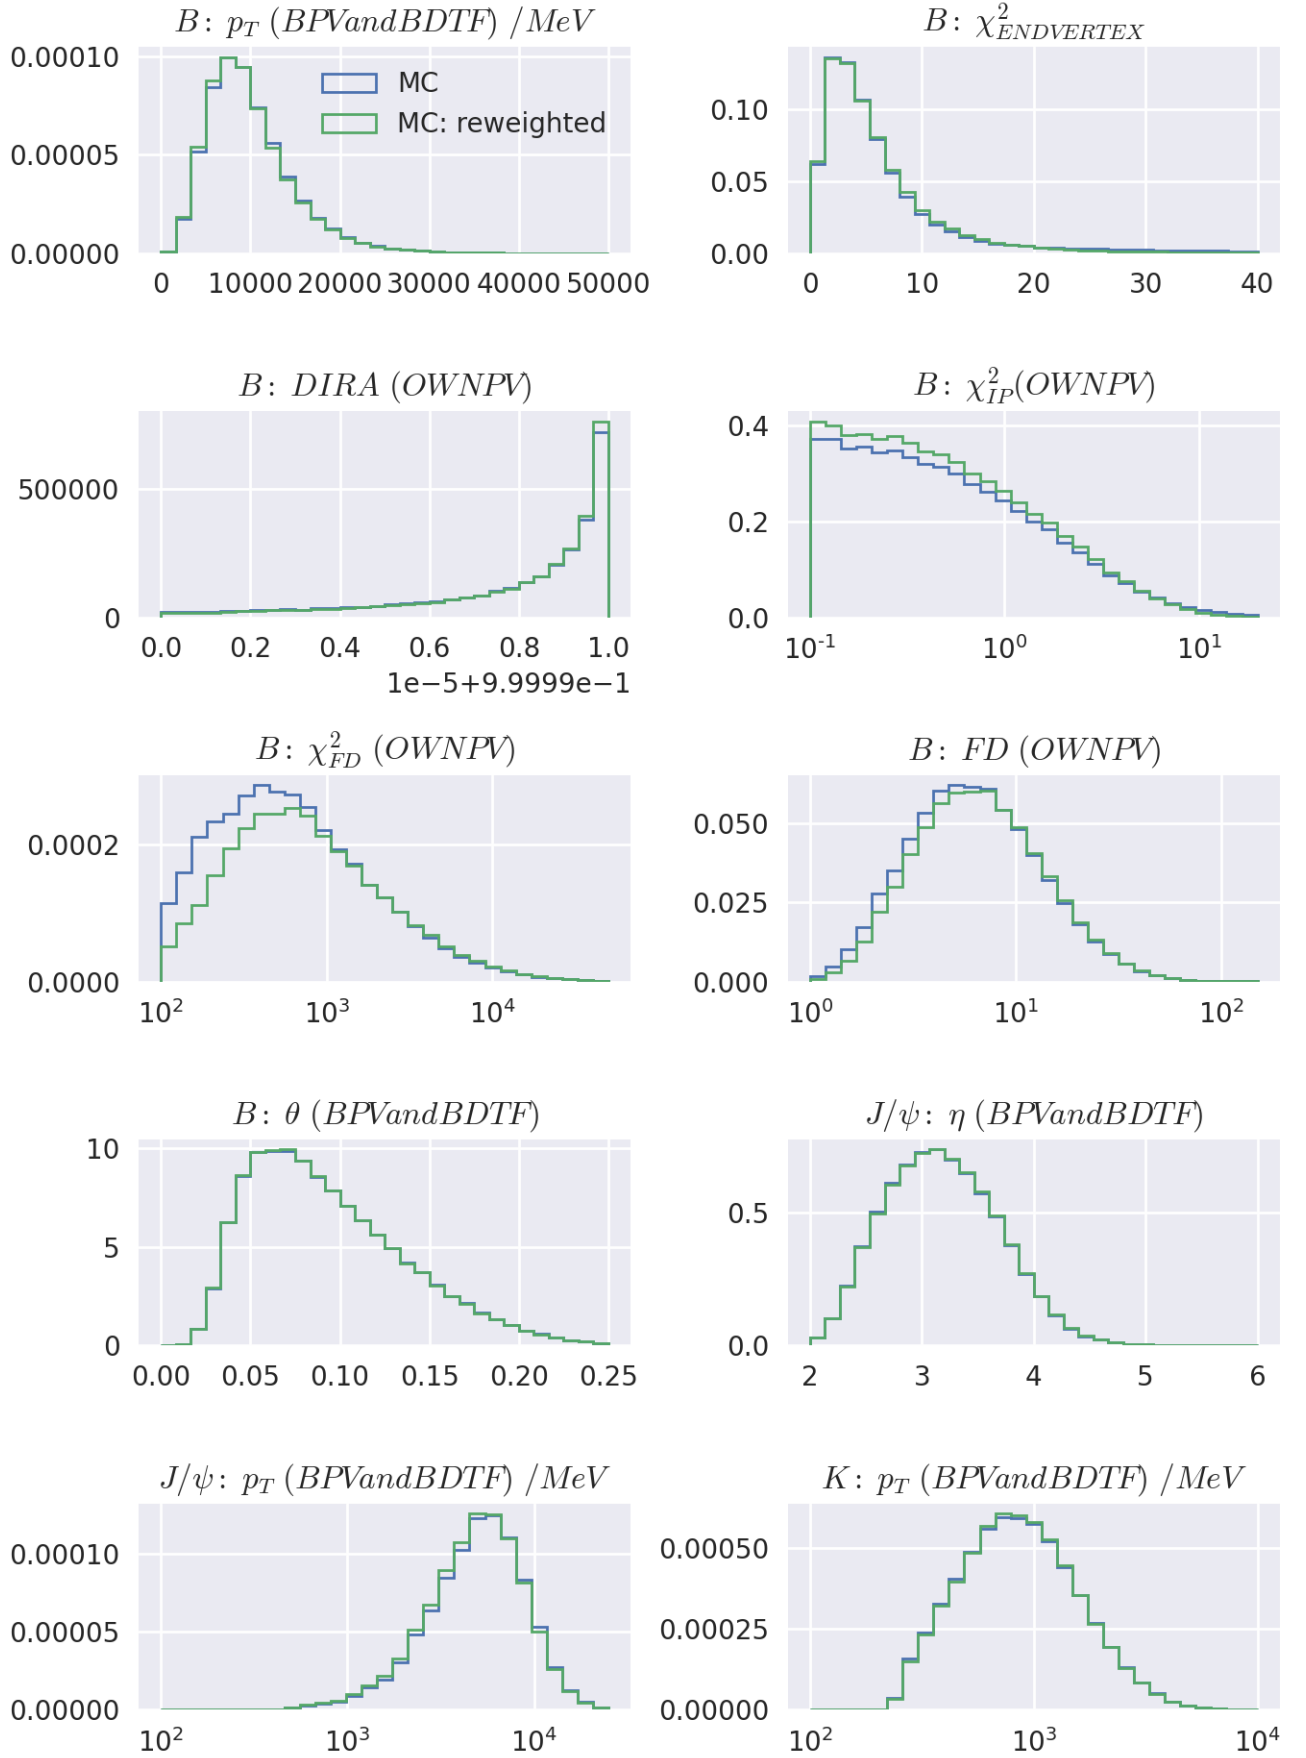 B: p_T (BPVandBDTF) /MeV
0.00010
0.00005
0.00000
MC
MC: reweighted
0 10000 20000 30000 40000 50000
B: χ²_ENDVERTEX
0.10
0.05
0.00
0 10 20 30 40
B: DIRA (OWNPV)
500000
0
0.0 0.2 0.4 0.6 0.8 1.0
1e-5+9.9999e-1
B: χ²_IP(OWNPV)
0.4
0.2
0.0
10⁻¹ 10⁰ 10¹
B: χ²_FD (OWNPV)
0.0002
0.0000
10² 10³ 10⁴
B: FD (OWNPV)
0.050
0.025
0.000
10⁰ 10¹ 10²
B: θ (BPVandBDTF)
10
5
0
0.00 0.05 0.10 0.15 0.20 0.25
J/ψ: η (BPVandBDTF)
0.5
0.0
2 3 4 5 6
J/ψ: p_T (BPVandBDTF) /MeV
0.00010
0.00005
0.00000
10² 10³ 10⁴
K: p_T (BPVandBDTF) /MeV
0.00050
0.00025
0.00000
10² 10³ 10⁴